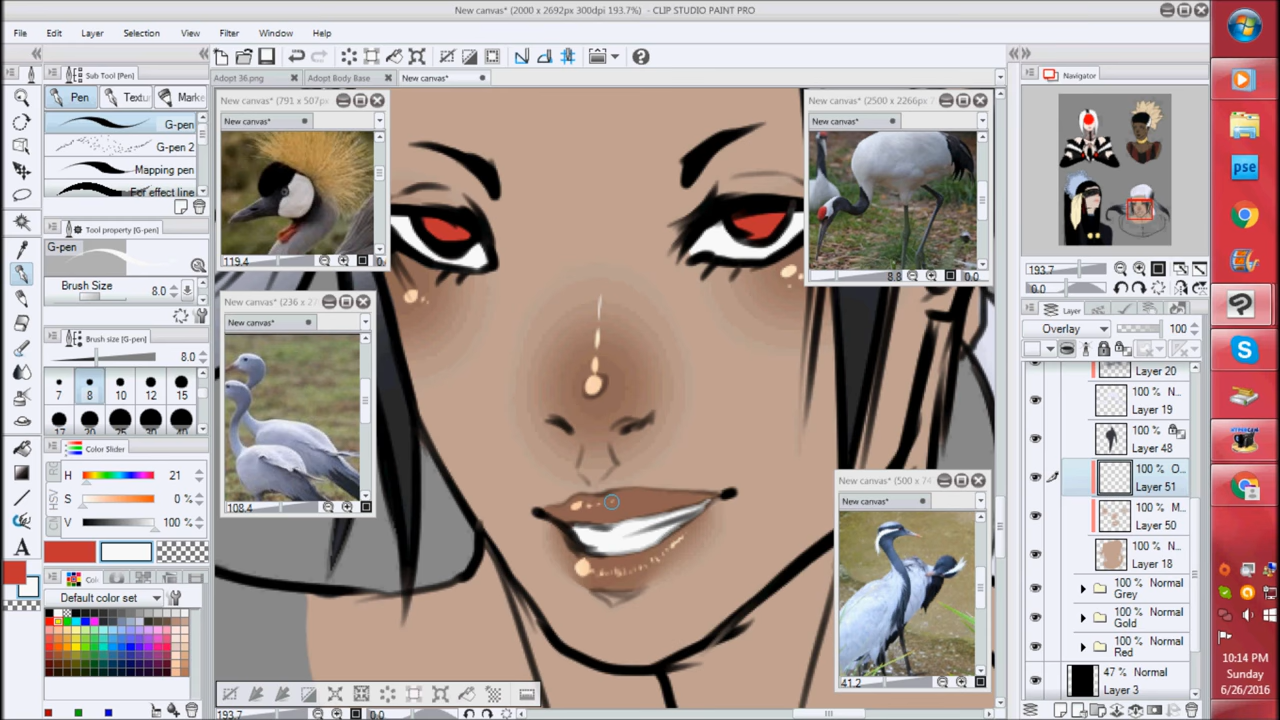 New canvas* (2000 x 2692px 300dpi 193.7%)  - CLIP STUDIO PAINT PRO
File Edit Layer Selection View Filter Window Help
Sub Tool [Pen]
Adopt 36.png
Adopt Body Base
New canvas*
Navigator
Pen
Textu
Marke
G-pen
G-pen 2
Mapping pen
For effect line
Tool property [G-pen]
G-pen
Brush Size 8.0
Brush size [G-pen]
8.0
7 8 10 12 15
17 20 25 30 40
Color Slider
H 21
S 0 %
V 100 %
Default color set
New canvas* (791 x 507px
New canvas*
119.4
New canvas* (236 x
New canvas*
108.4
New canvas* (2500 x 2266px
New canvas*
8.8 0.0
New canvas* (500 x 74
New canvas*
41.2
193.7 0.0
193.7
0.0
Layer
Overlay 100
Layer 20
100 % N...
Layer 19
100 %
Layer 48
100 % O...
Layer 51
100 % M...
Layer 50
100 % N...
Layer 18
100 % Normal
Grey
100 % Normal
Gold
100 % Normal
Red
47 % Normal
Layer 3
pse
10:14 PM
Sunday
6/26/2016